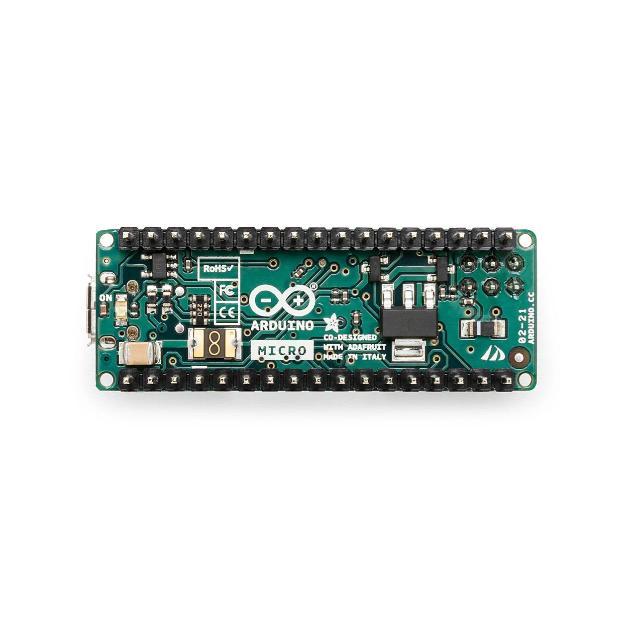 RoHS✓
FC
CE
ON
ARDUINO®
MICRO
CO-DESIGNED
WITH ADAFRUIT
MADE IN ITALY
02-21
ARDUINO.CC